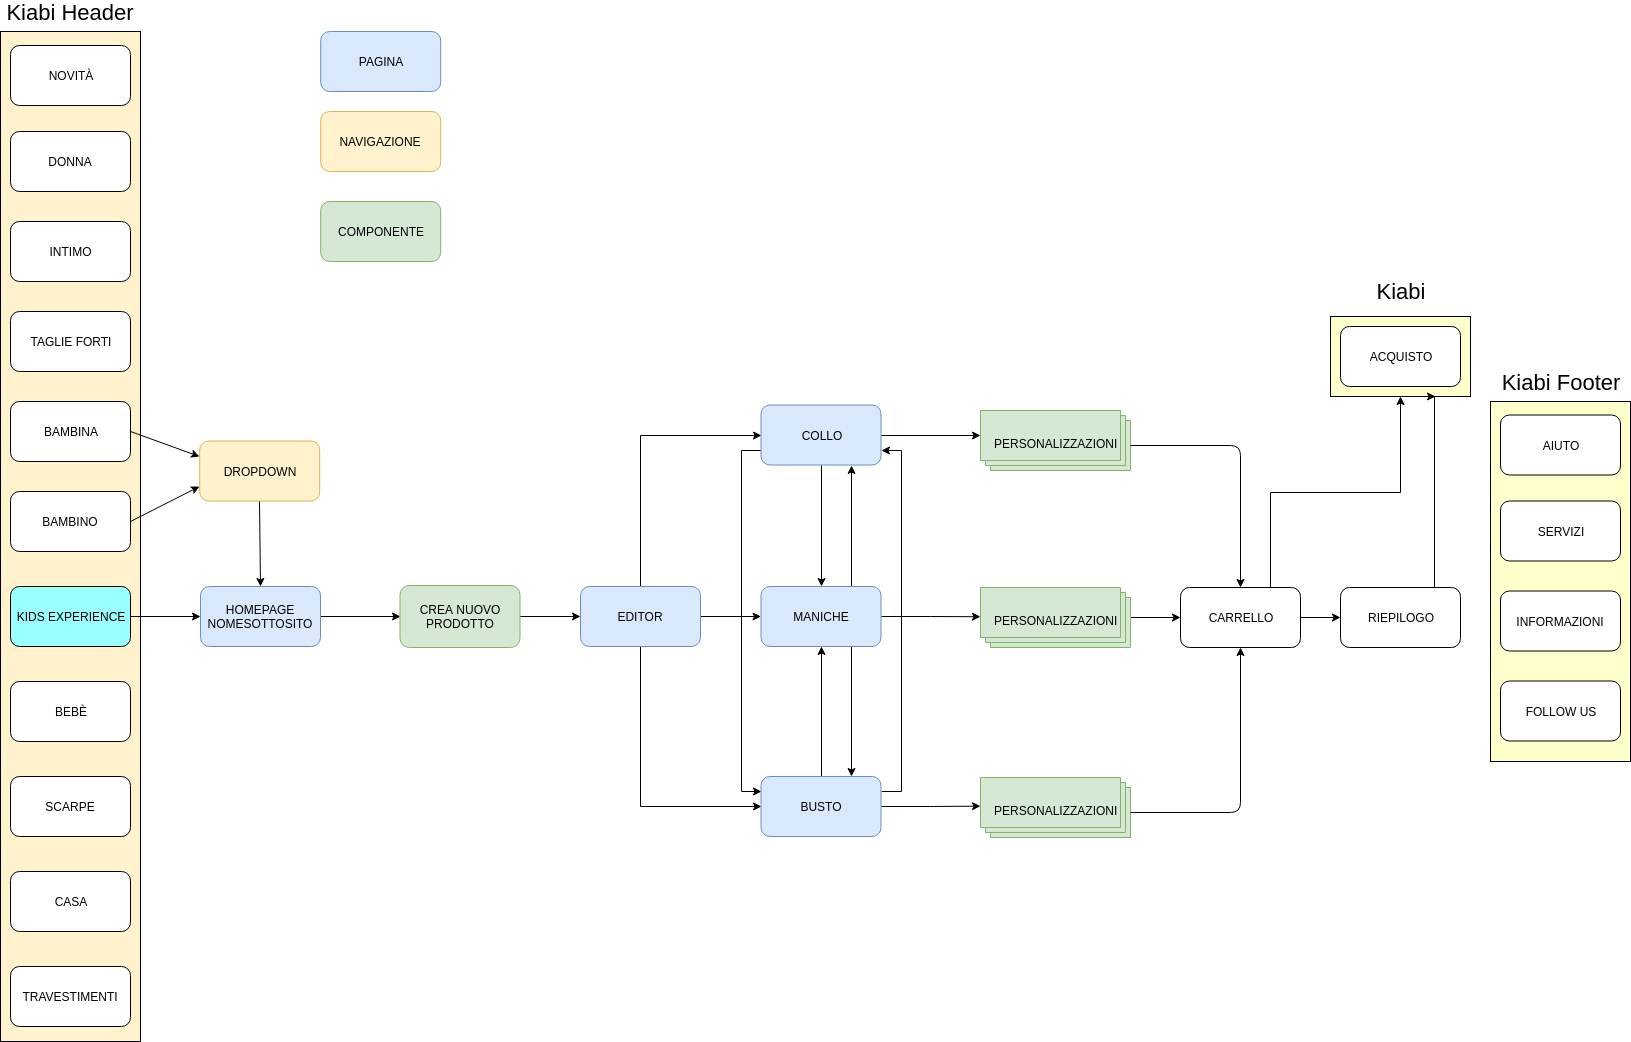 Kiabi Header
NOVITÀ
DONNA
INTIMO
TAGLIE FORTI
BAMBINA
BAMBINO
KIDS EXPERIENCE
BEBÈ
SCARPE
CASA
TRAVESTIMENTI
PAGINA
NAVIGAZIONE
COMPONENTE
DROPDOWN
HOMEPAGE
NOMESOTTOSITO
CREA NUOVO
PRODOTTO
EDITOR
COLLO
MANICHE
BUSTO
PERSONALIZZAZIONI
PERSONALIZZAZIONI
PERSONALIZZAZIONI
CARRELLO
RIEPILOGO
Kiabi
ACQUISTO
Kiabi Footer
AIUTO
SERVIZI
INFORMAZIONI
FOLLOW US